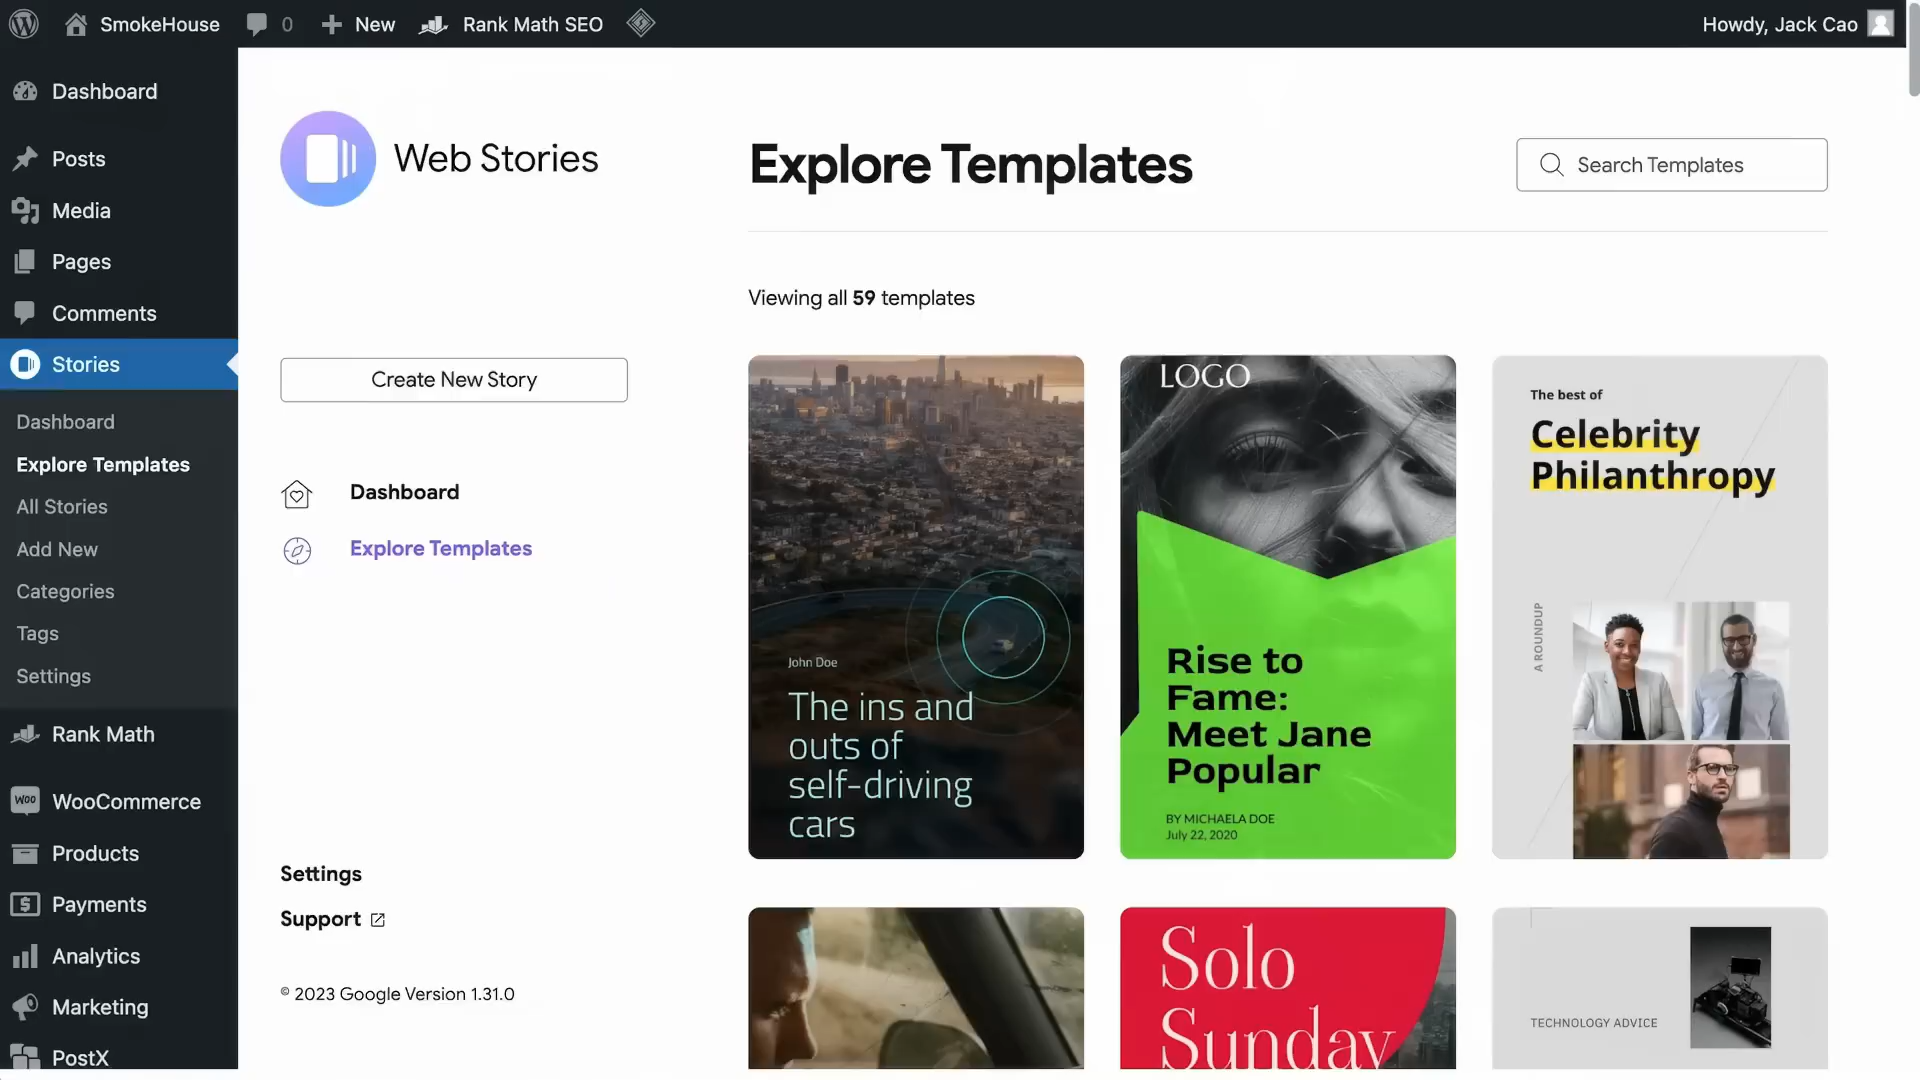 SmokeHouse
0
New
Rank Math SEO
Howdy, Jack Cao
Dashboard
Posts
Media
Pages
Comments
Stories
Dashboard
Explore Templates
All Stories
Add New
Categories
Tags
Settings
Rank Math
WOO
WooCommerce
Products
Payments
Analytics
Marketing
PostX
Web Stories
Create New Story
Dashboard
Explore Templates
Settings
Support
© 2023 Google Version 1.31.0
Explore Templates
Search Templates
Viewing all 59 templates
John Doe
The ins and
outs of
self-driving
cars
LOGO
Rise to
Fame:
Meet Jane
Popular
BY MICHAELA DOE
July 22, 2020
The best of
Celebrity
Philanthropy
A ROUNDUP
Solo
Sunday
TECHNOLOGY ADVICE